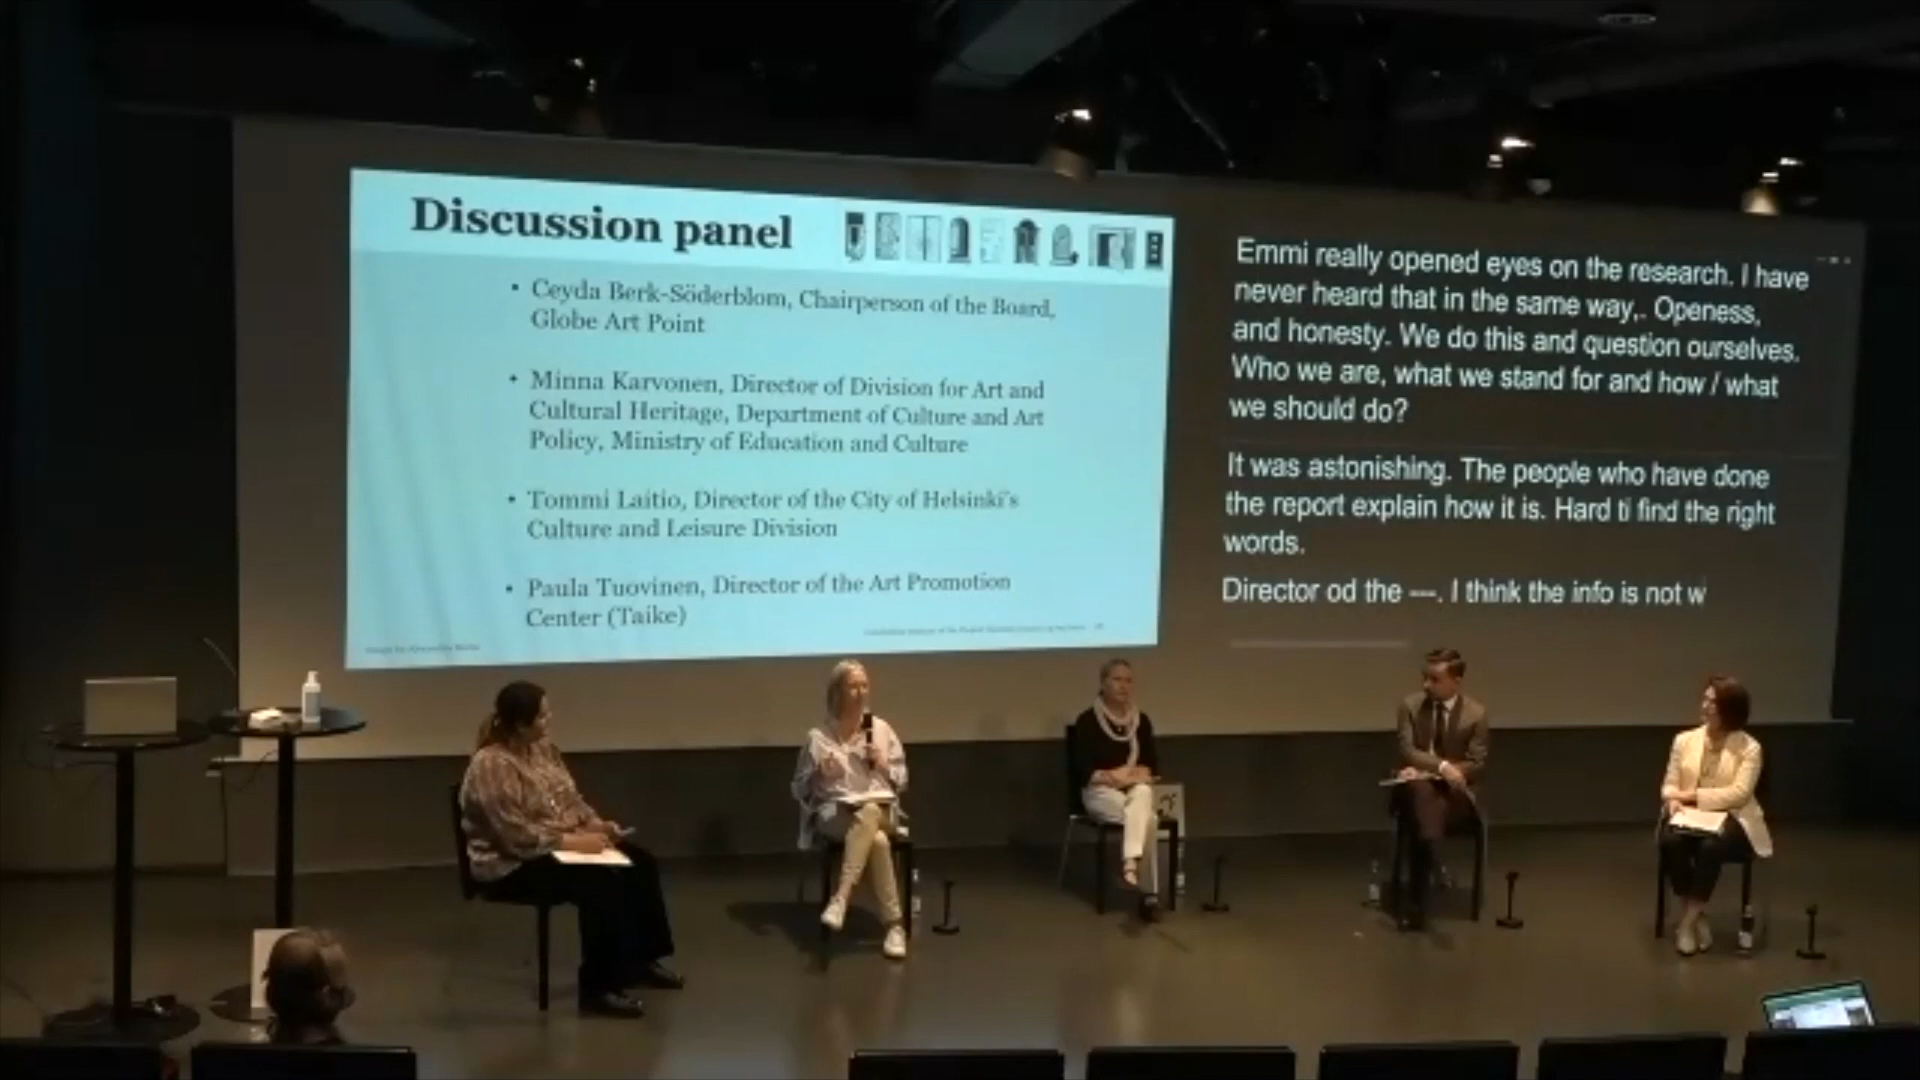 Discussion panel
• Ceyda Berk-Söderblom, Chairperson of the Board,
Globe Art Point
• Minna Karvonen, Director of Division for Art and
Cultural Heritage, Department of Culture and Art
Policy, Ministry of Education and Culture
• Tommi Laitio, Director of the City of Helsinki's
Culture and Leisure Division
• Paula Tuovinen, Director of the Art Promotion
Center (Taike)
Emmi really opened eyes on the research. I have
never heard that in the same way,. Openess,
and honesty. We do this and question ourselves.
Who we are, what we stand for and how / what
we should do?
It was astonishing. The people who have done
the report explain how it is. Hard ti find the right
words.
Director od the ---. I think the info is not w